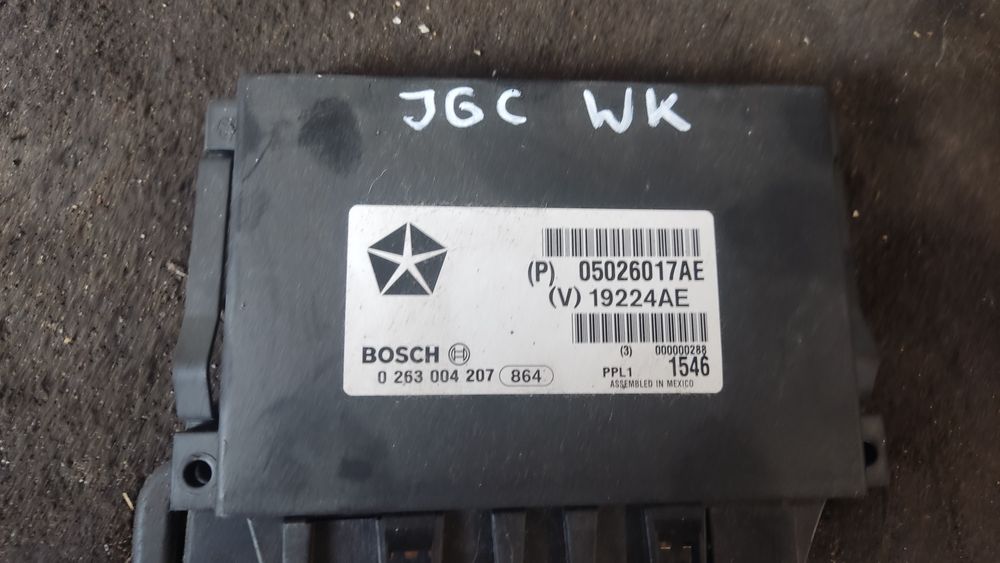 JGC WK
(P) 05026017AE
(V) 19224AE
(3) 000000288
BOSCH
0 263 004 207 864
PPL1 1546
ASSEMBLED IN MEXICO